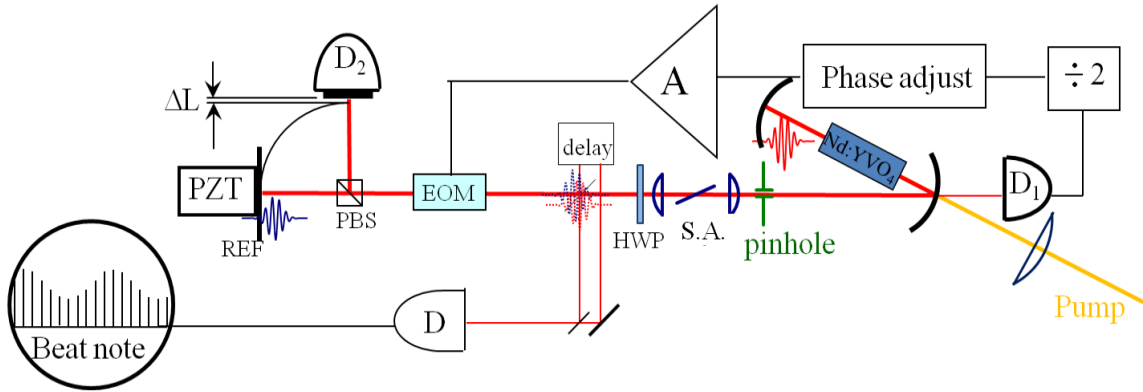 D₂
ΔL
PZT
REF
PBS
EOM
A
delay
HWP
S.A.
pinhole
Phase adjust
÷ 2
Nd:YVO₄
D₁
Pump
D
Beat note